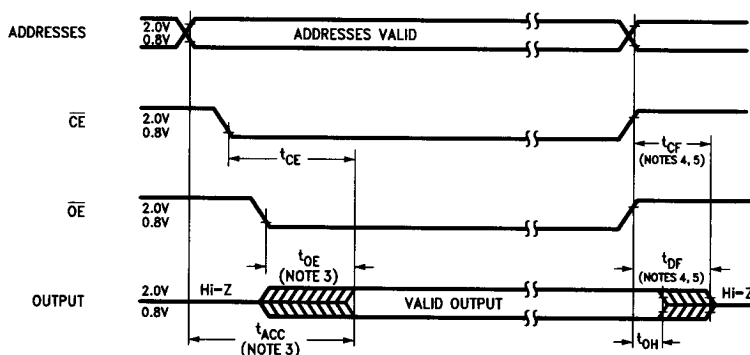 ADDRESSES
2.0V
0.8V
ADDRESSES VALID
CE
2.0V
0.8V
tCE
tCF
(NOTES 4, 5)
OE
2.0V
0.8V
tOE
(NOTE 3)
tDF
(NOTES 4, 5)
OUTPUT
2.0V
0.8V
Hi-Z
VALID OUTPUT
Hi-Z
tACC
(NOTE 3)
tOH